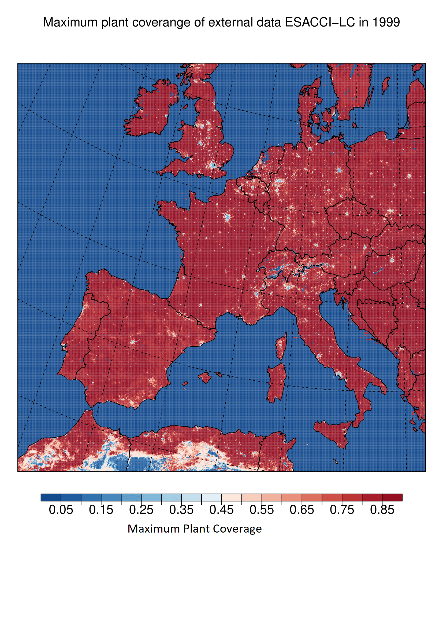 Maximum plant coverange of external data ESACCI−LC in 1999
0.05 0.15 0.25 0.35 0.45 0.55 0.65 0.75 0.85
Maximum Plant Coverage